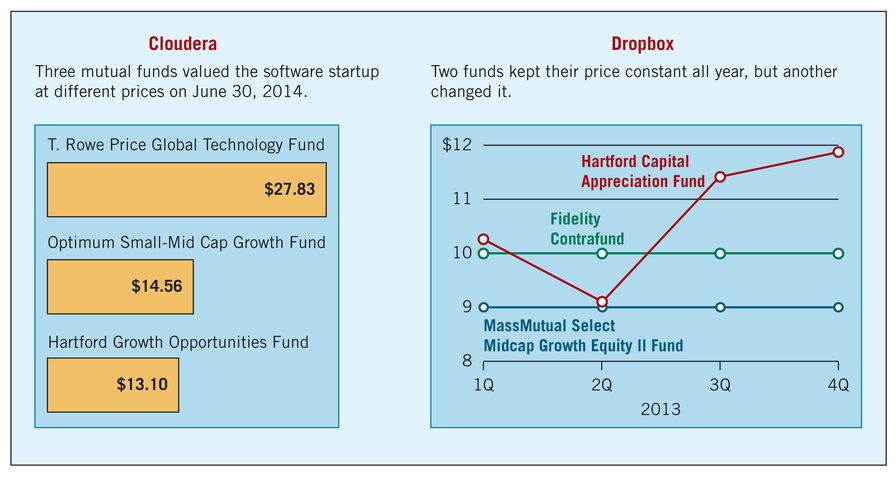 Cloudera
Three mutual funds valued the software startup
at different prices on June 30, 2014.
T. Rowe Price Global Technology Fund
$27.83
Optimum Small-Mid Cap Growth Fund
$14.56
Hartford Growth Opportunities Fund
$13.10
Dropbox
Two funds kept their price constant all year, but another
changed it.
$12
11
10
9
8
Hartford Capital
Appreciation Fund
Fidelity
Contrafund
MassMutual Select
Midcap Growth Equity II Fund
1Q
2Q
3Q
4Q
2013